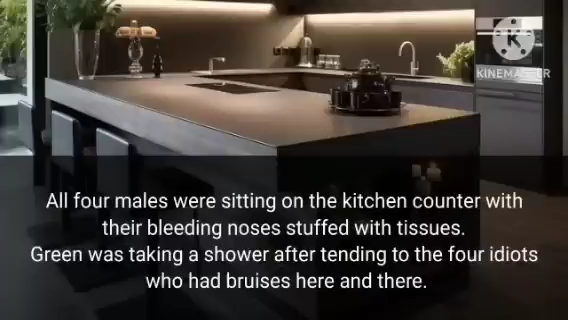 KINEMASTER
All four males were sitting on the kitchen counter with
their bleeding noses stuffed with tissues.
Green was taking a shower after tending to the four idiots
who had bruises here and there.